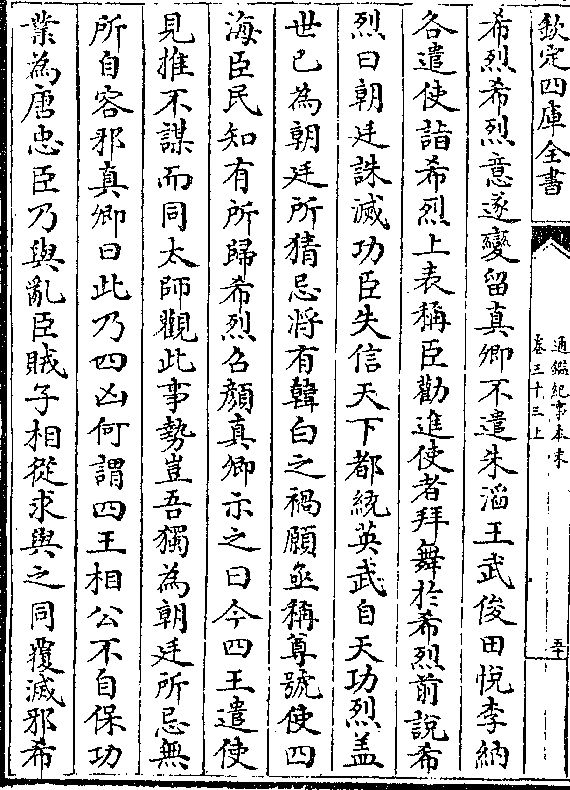 欽定四庫全書
通鑑紀事本末
卷三十三上
五十
希烈希烈意遂變留真卿不遣朱滔王武俊田悅李納
各遣使詣希烈上表稱臣勸進使者拜舞於希烈前說希
烈曰朝廷誅滅功臣失信天下都統英武自天功烈盖
世已為朝廷所猜忌將有韓白之禍願亟稱尊號使四
海臣民知有所歸希烈召顔真卿示之曰今四王遣使
見推不謀而同太師觀此事勢豈吾獨為朝廷所忌無
所自容邪真卿曰此乃四凶何謂四王相公不自保功
業為唐忠臣乃與亂臣賊子相從求與之同覆滅邪希